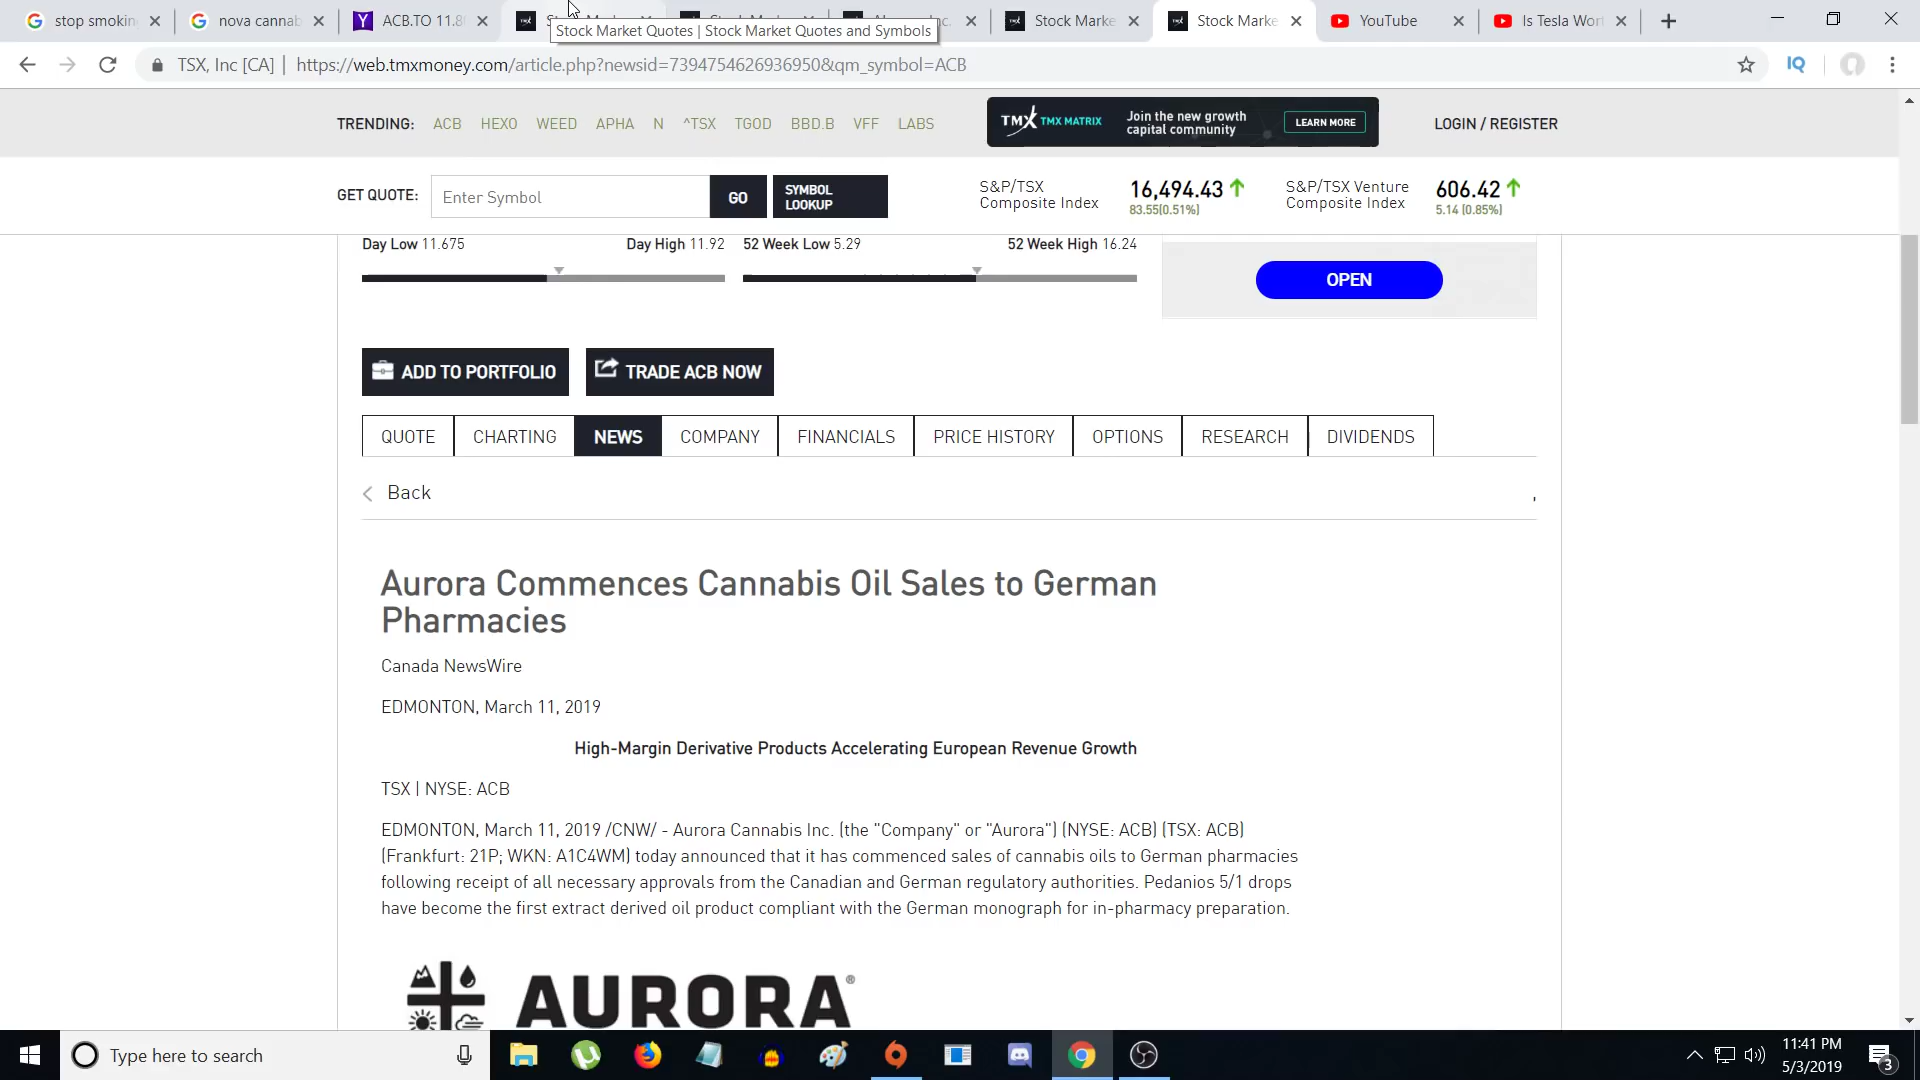 stop smokin
nova cannab
ACB.TO 11.8
Stock Marke
Stock Marke
YouTube
Is Tesla Wor
Stock Market Quotes | Stock Market Quotes and Symbols
TSX, Inc [CA] | https://web.tmxmoney.com/article.php?newsid=7394754626936950&qm_symbol=ACB
IQ
TRENDING: ACB HEXO WEED APHA N ^TSX TGOD BBD.B VFF LABS
TMX TMX MATRIX
Join the new growth
capital community
LEARN MORE
LOGIN / REGISTER
GET QUOTE:
Enter Symbol
GO
SYMBOL
LOOKUP
S&P/TSX
Composite Index
16,494.43
83.55(0.51%)
S&P/TSX Venture
Composite Index
606.42
5.14 (0.85%)
Day Low 11.675
Day High 11.92
52 Week Low 5.29
52 Week High 16.24
OPEN
ADD TO PORTFOLIO
TRADE ACB NOW
QUOTE CHARTING NEWS COMPANY FINANCIALS PRICE HISTORY OPTIONS RESEARCH DIVIDENDS
Back
Aurora Commences Cannabis Oil Sales to German
Pharmacies
Canada NewsWire
EDMONTON, March 11, 2019
High-Margin Derivative Products Accelerating European Revenue Growth
TSX | NYSE: ACB
EDMONTON, March 11, 2019 /CNW/ - Aurora Cannabis Inc. (the "Company" or "Aurora") (NYSE: ACB) (TSX: ACB)
(Frankfurt: 21P; WKN: A1C4WM) today announced that it has commenced sales of cannabis oils to German pharmacies
following receipt of all necessary approvals from the Canadian and German regulatory authorities. Pedanios 5/1 drops
have become the first extract derived oil product compliant with the German monograph for in-pharmacy preparation.
AURORA®
Type here to search
11:41 PM
5/3/2019
3